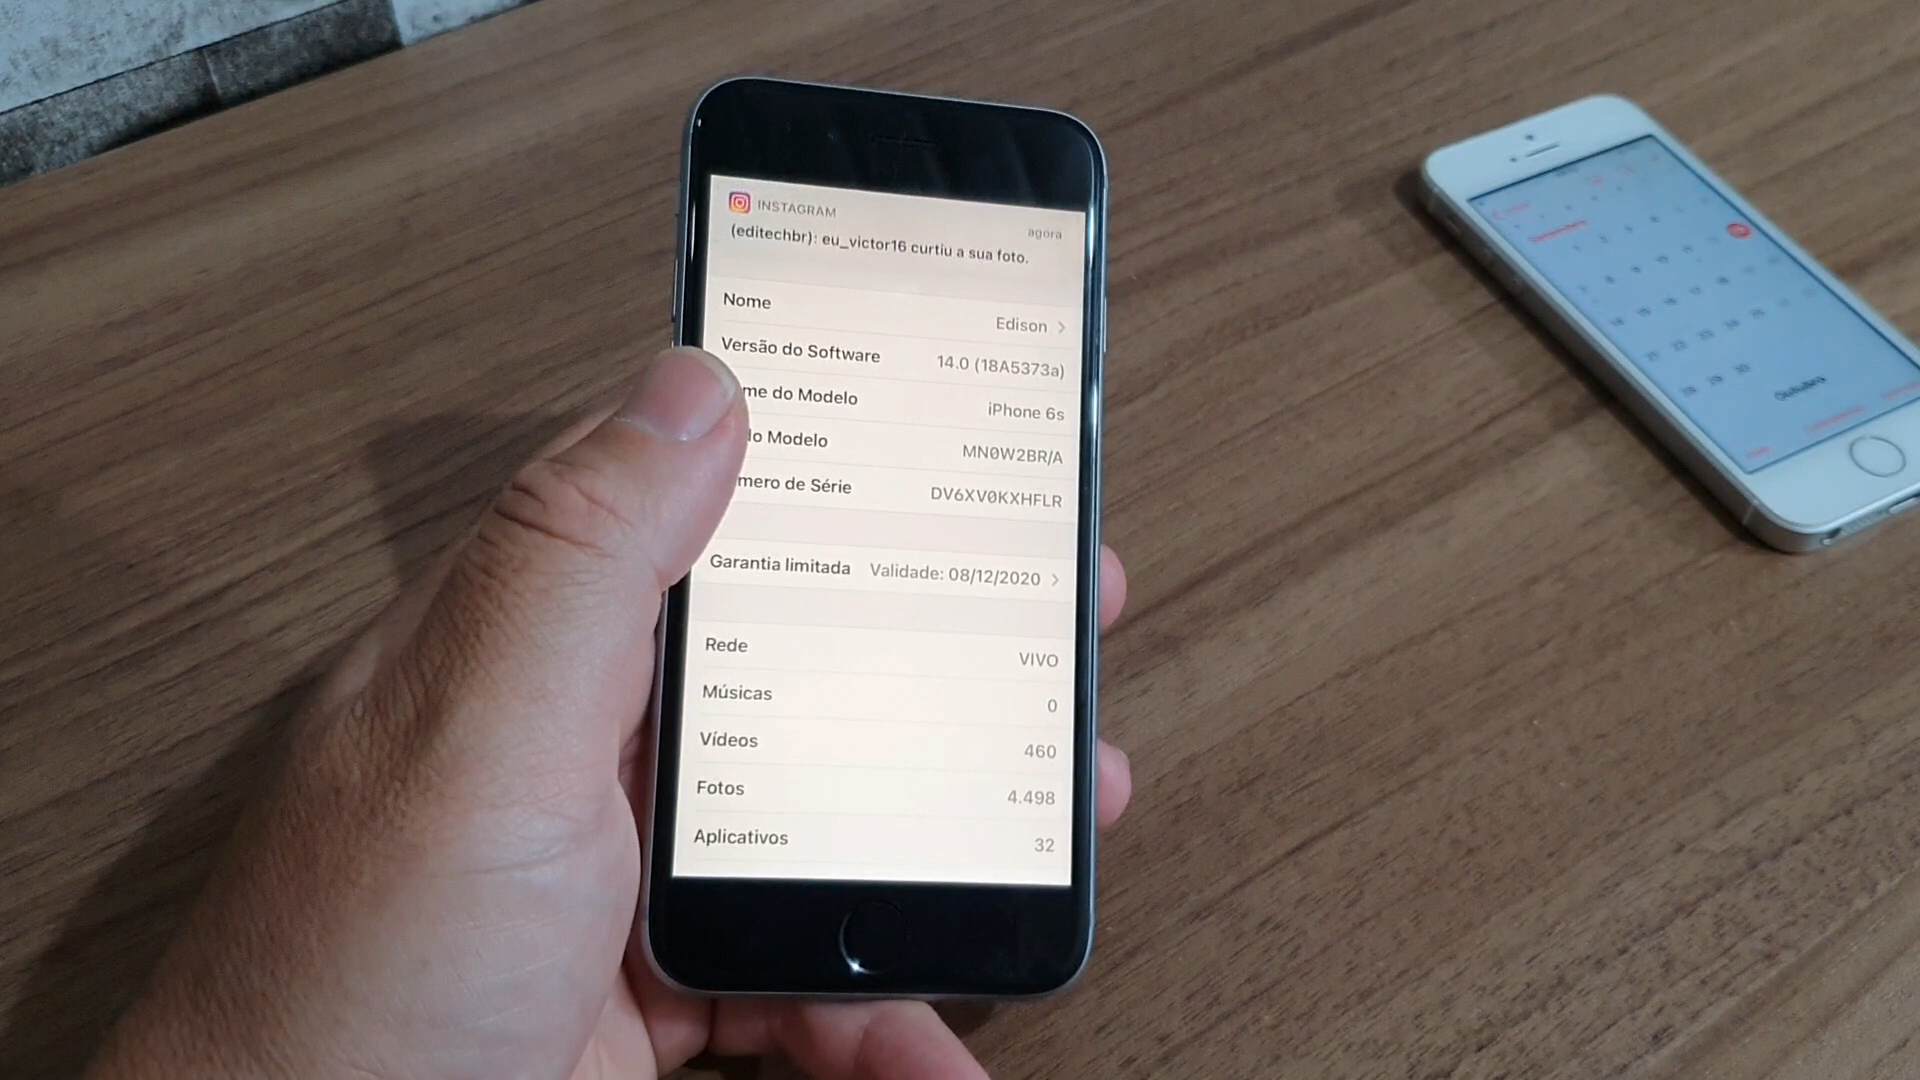 INSTAGRAM
agora
(editechbr): eu_victor16 curtiu a sua foto.
Nome Edison
Versão do Software 14.0 (18A5373a)
me do Modelo iPhone 6s
lo Modelo MN0W2BR/A
mero de Série DV6XV0KXHFLR
Garantia limitada Validade: 08/12/2020
Rede VIVO
Músicas 0
Vídeos 460
Fotos 4.498
Aplicativos 32